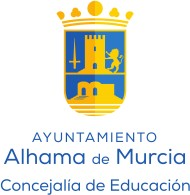 AYUNTAMIENTO
Alhama de Murcia
Concejalía de Educación